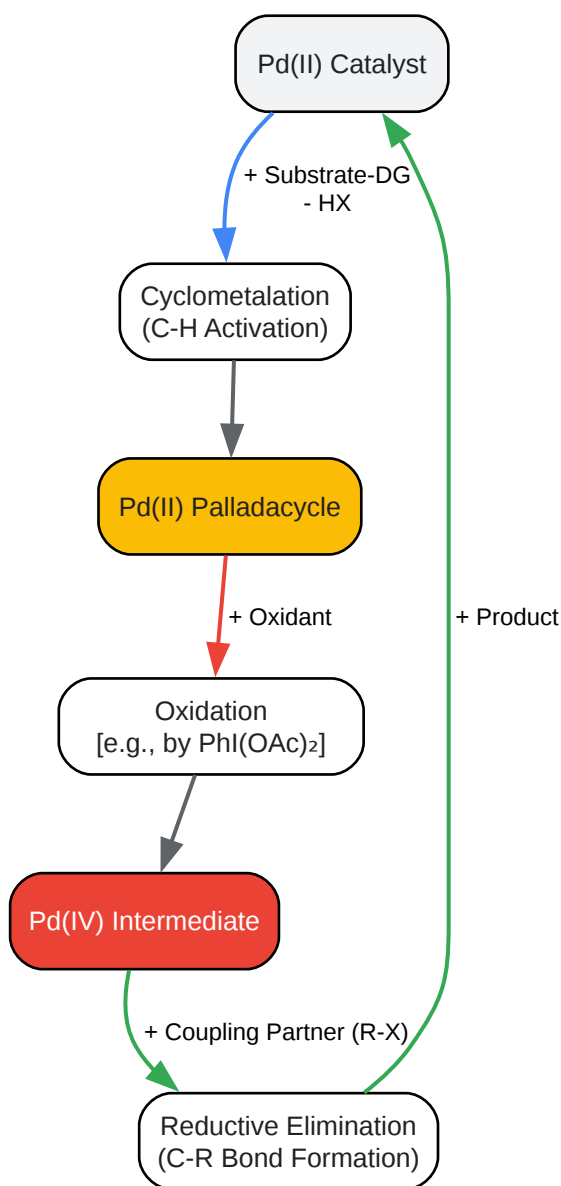 Pd(II) Catalyst
+ Substrate-DG
- HX
Cyclometalation
(C-H Activation)
Pd(II) Palladacycle
+ Oxidant
+ Product
Oxidation
[e.g., by PhI(OAc)₂]
Pd(IV) Intermediate
+ Coupling Partner (R-X)
Reductive Elimination
(C-R Bond Formation)